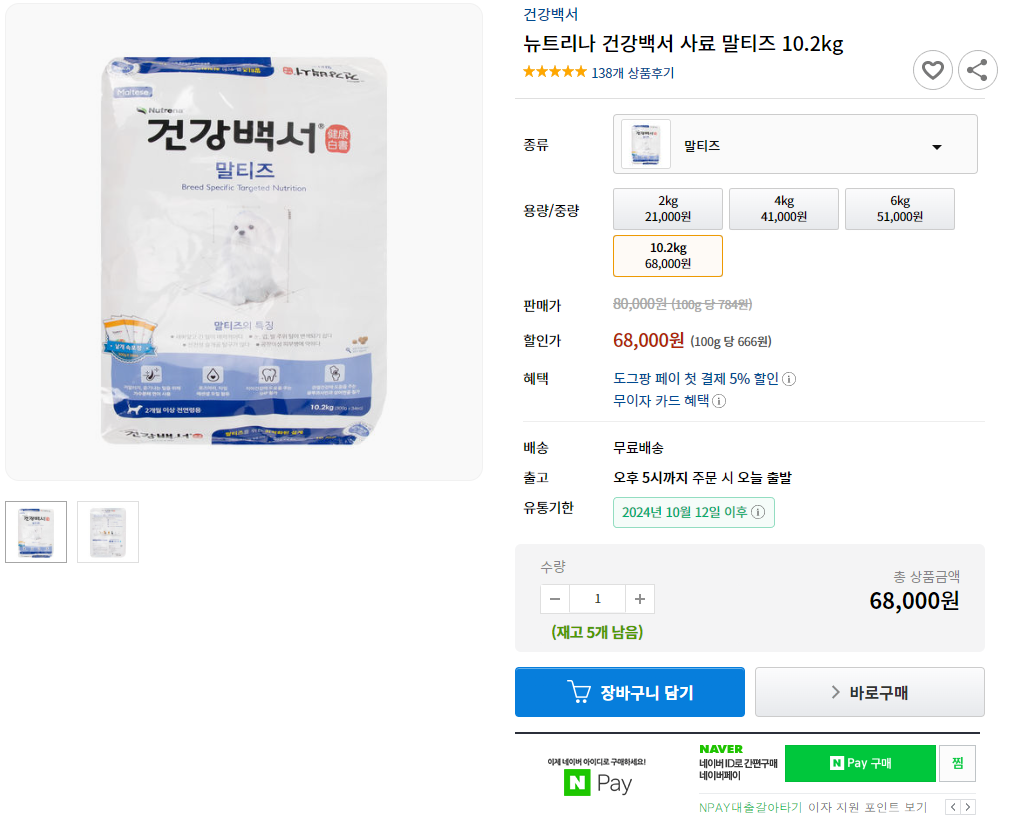 건강백서
뉴트리나 건강백서 사료 말티즈 10.2kg
★★★★★ 138개 상품후기
Maltese
Nutrena
건강백서®
健康
白書
말티즈
Breed Specific Targeted Nutrition
말티즈의 특징
2개월 이상 전연령용
10.2kg
건강백서
종류
말티즈
용량/중량
2kg
21,000원
4kg
41,000원
6kg
51,000원
10.2kg
68,000원
판매가
80,000원 (100g 당 784원)
할인가
68,000원 (100g 당 666원)
혜택
도그팡 페이 첫 결제 5% 할인
무이자 카드 혜택
배송
무료배송
출고
오후 5시까지 주문 시 오늘 출발
유통기한
2024년 10월 12일 이후
수량
총 상품금액
− 1 +
68,000원
(재고 5개 남음)
장바구니 담기
바로구매
이제 네이버 아이디로 구매하세요!
N Pay
NAVER
네이버 ID로 간편구매
네이버페이
N Pay 구매
찜
NPAY대출갈아타기 이자 지원 포인트 보기